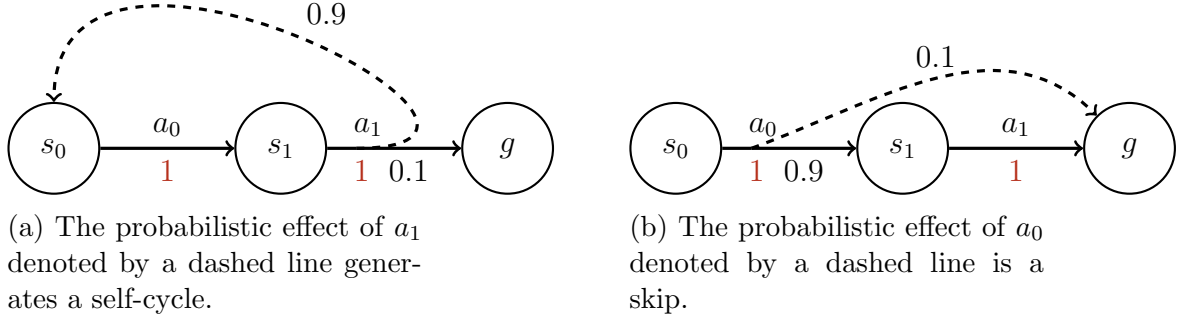 0.9
s0 a0 s1 a1 g
1 1 0.1
(a) The probabilistic effect of a1
denoted by a dashed line gener-
ates a self-cycle.
0.1
s0 a0 s1 a1 g
1 0.9 1
(b) The probabilistic effect of a0
denoted by a dashed line is a
skip.